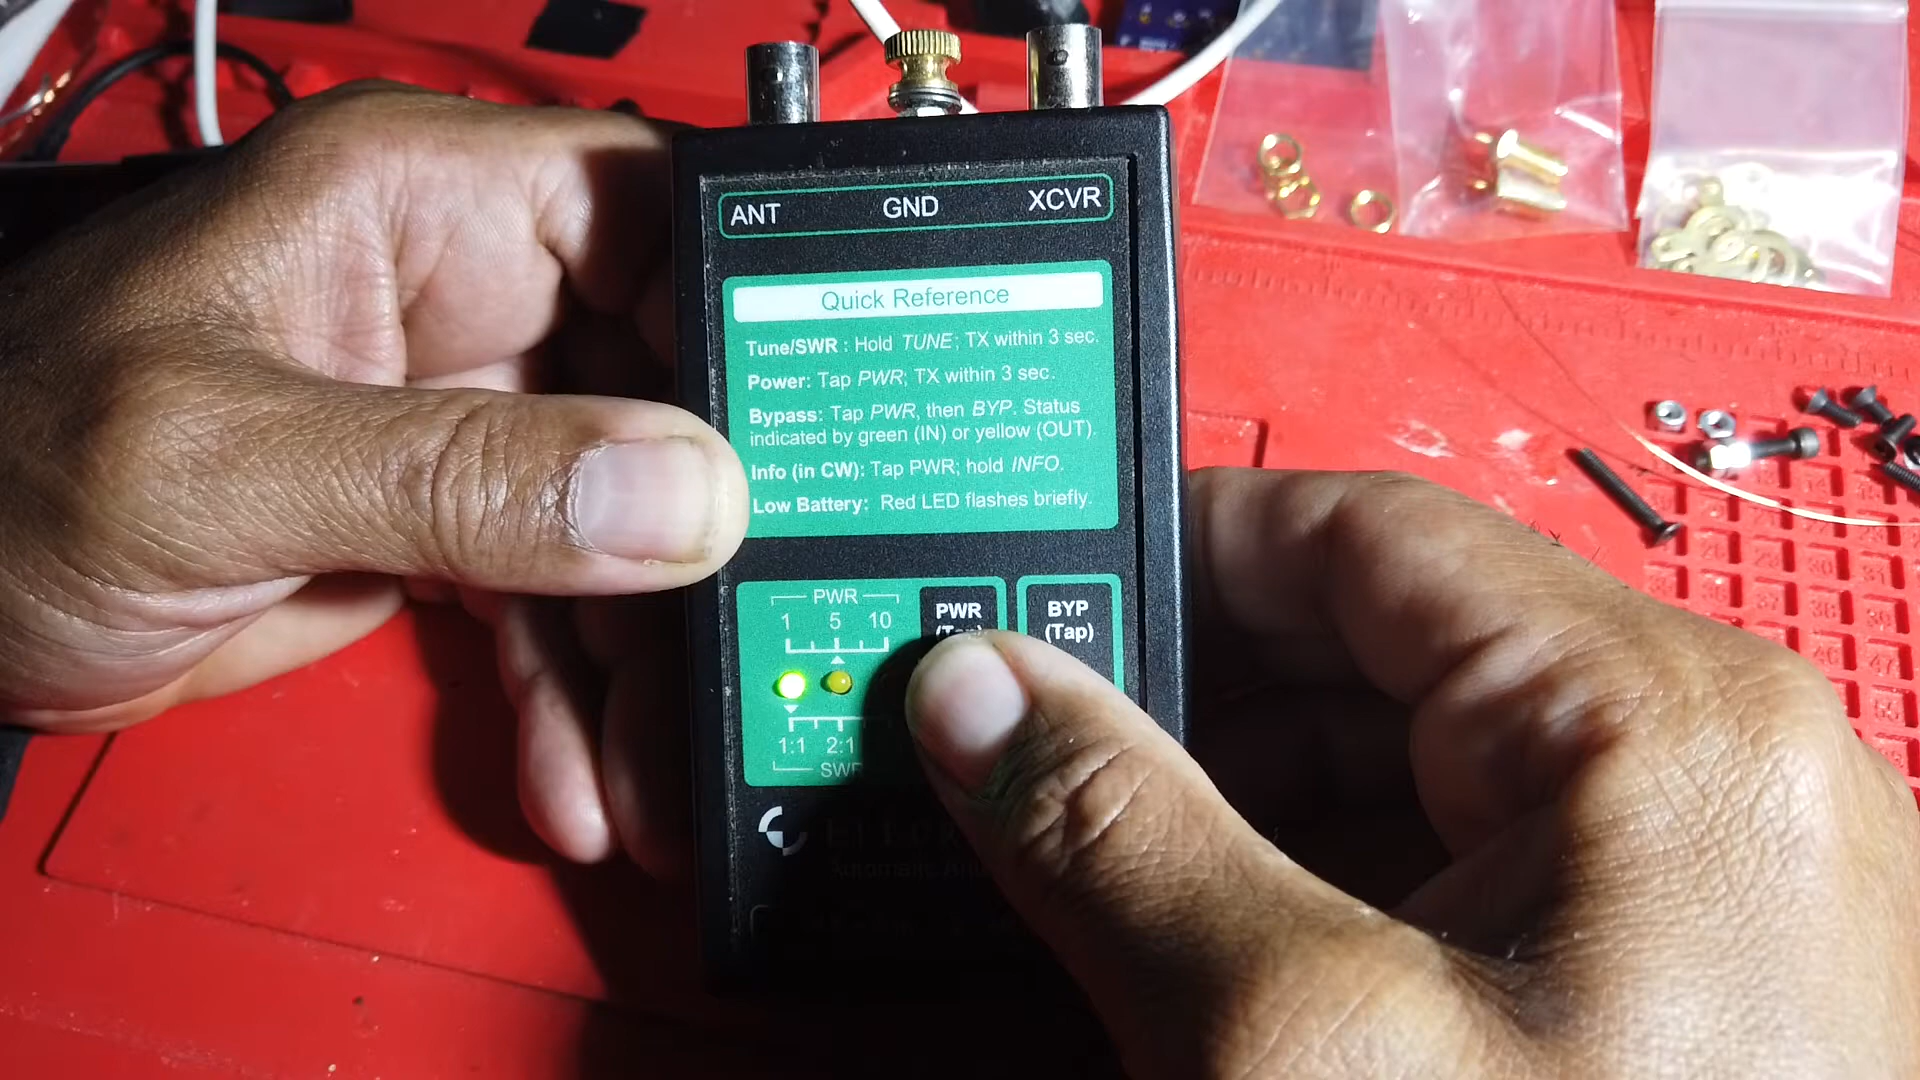 ANT GND XCVR
Quick Reference
Tune/SWR : Hold TUNE; TX within 3 sec.
Power: Tap PWR; TX within 3 sec.
Bypass: Tap PWR, then BYP. Status
indicated by green (IN) or yellow (OUT).
Info (in CW): Tap PWR; hold INFO.
Low Battery: Red LED flashes briefly.
PWR
1 5 10
PWR
(Tap)
BYP
(Tap)
1:1 2:1
SWR